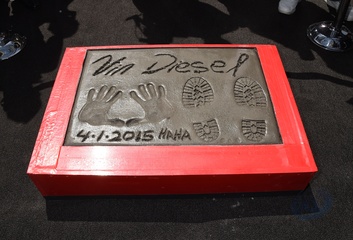 Vin Diesel
4-1-2015 HAHA